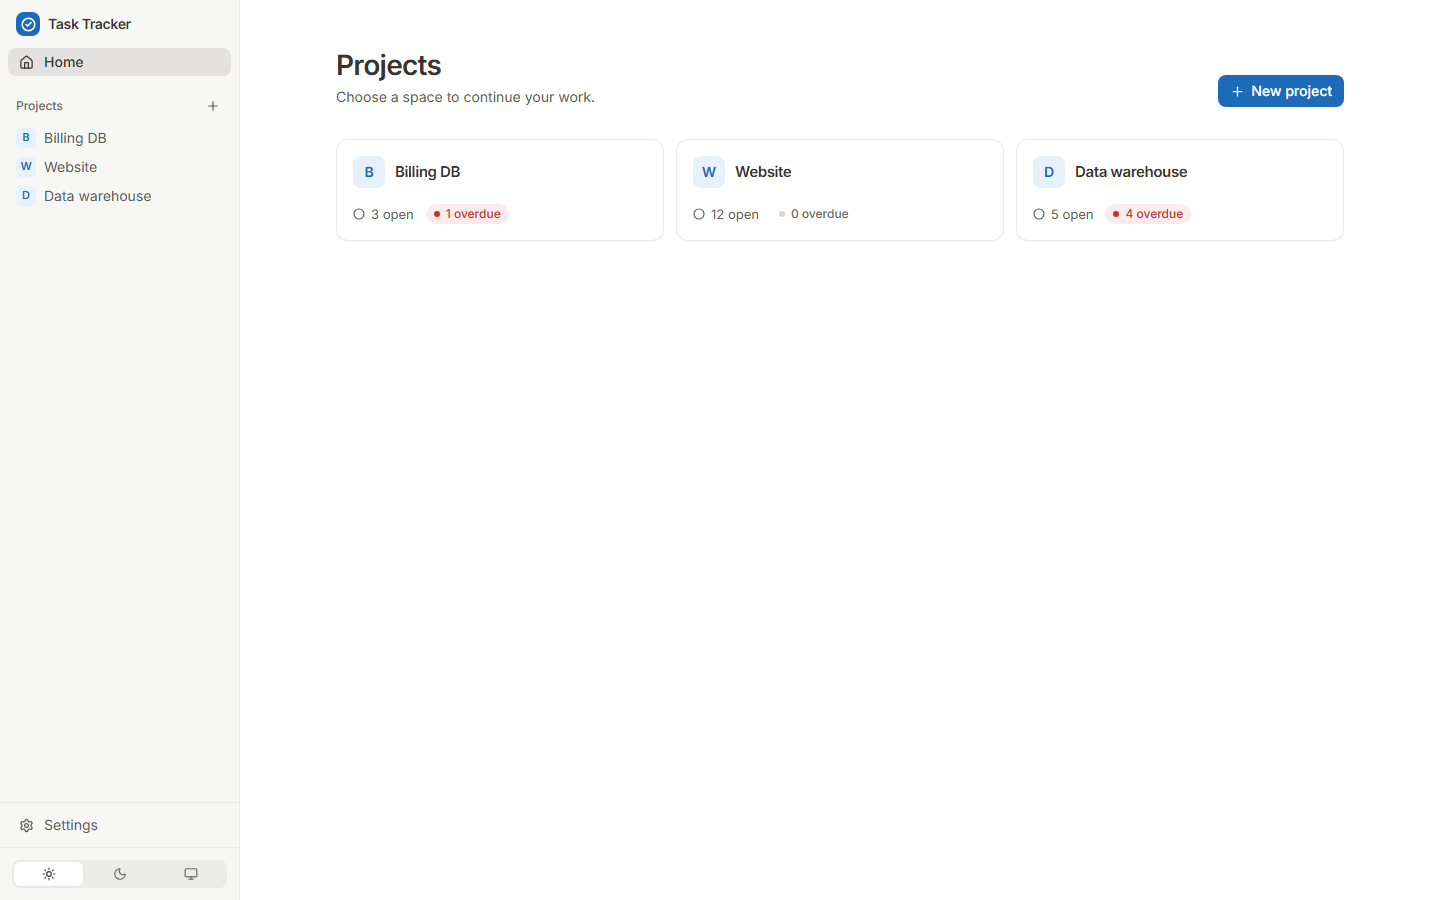 Task Tracker
Home
Projects
B Billing DB
W Website
D Data warehouse
Settings
Projects
Choose a space to continue your work.
New project
B Billing DB
3 open 1 overdue
W Website
12 open 0 overdue
D Data warehouse
5 open 4 overdue